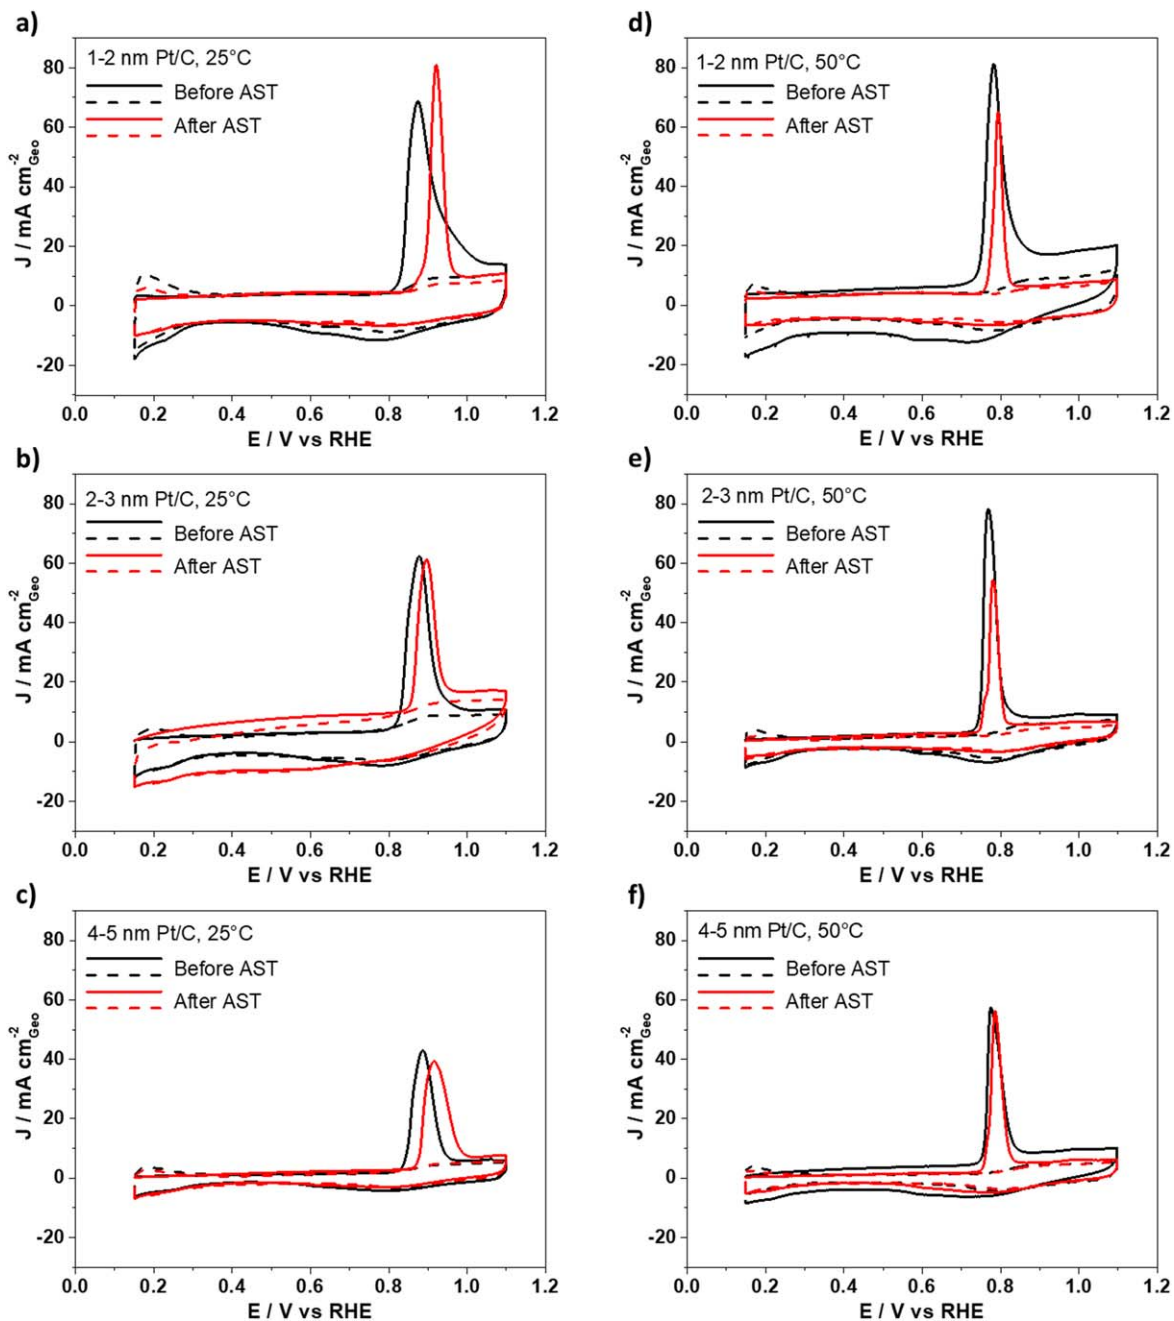 a)
1-2 nm Pt/C, 25°C
Before AST
After AST
80
60
40
20
0
-20
J / mA cm-2Geo
0.0 0.2 0.4 0.6 0.8 1.0 1.2
E / V vs RHE
d)
1-2 nm Pt/C, 50°C
Before AST
After AST
80
60
40
20
0
-20
J / mA cm-2Geo
0.0 0.2 0.4 0.6 0.8 1.0 1.2
E / V vs RHE
b)
2-3 nm Pt/C, 25°C
Before AST
After AST
80
60
40
20
0
-20
J / mA cm-2Geo
0.0 0.2 0.4 0.6 0.8 1.0 1.2
E / V vs RHE
e)
2-3 nm Pt/C, 50°C
Before AST
After AST
80
60
40
20
0
-20
J / mA cm-2Geo
0.0 0.2 0.4 0.6 0.8 1.0 1.2
E / V vs RHE
c)
4-5 nm Pt/C, 25°C
Before AST
After AST
80
60
40
20
0
-20
J / mA cm-2Geo
0.0 0.2 0.4 0.6 0.8 1.0 1.2
E / V vs RHE
f)
4-5 nm Pt/C, 50°C
Before AST
After AST
80
60
40
20
0
-20
J / mA cm-2Geo
0.0 0.2 0.4 0.6 0.8 1.0 1.2
E / V vs RHE